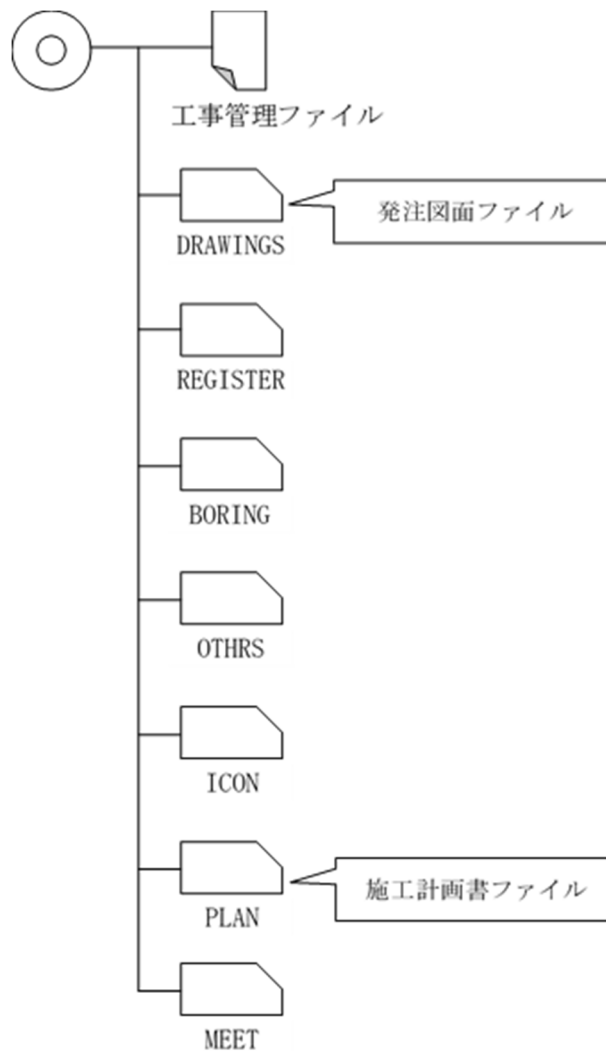 工事管理ファイル
DRAWINGS
発注図面ファイル
REGISTER
BORING
OTHRS
ICON
PLAN
施工計画書ファイル
MEET